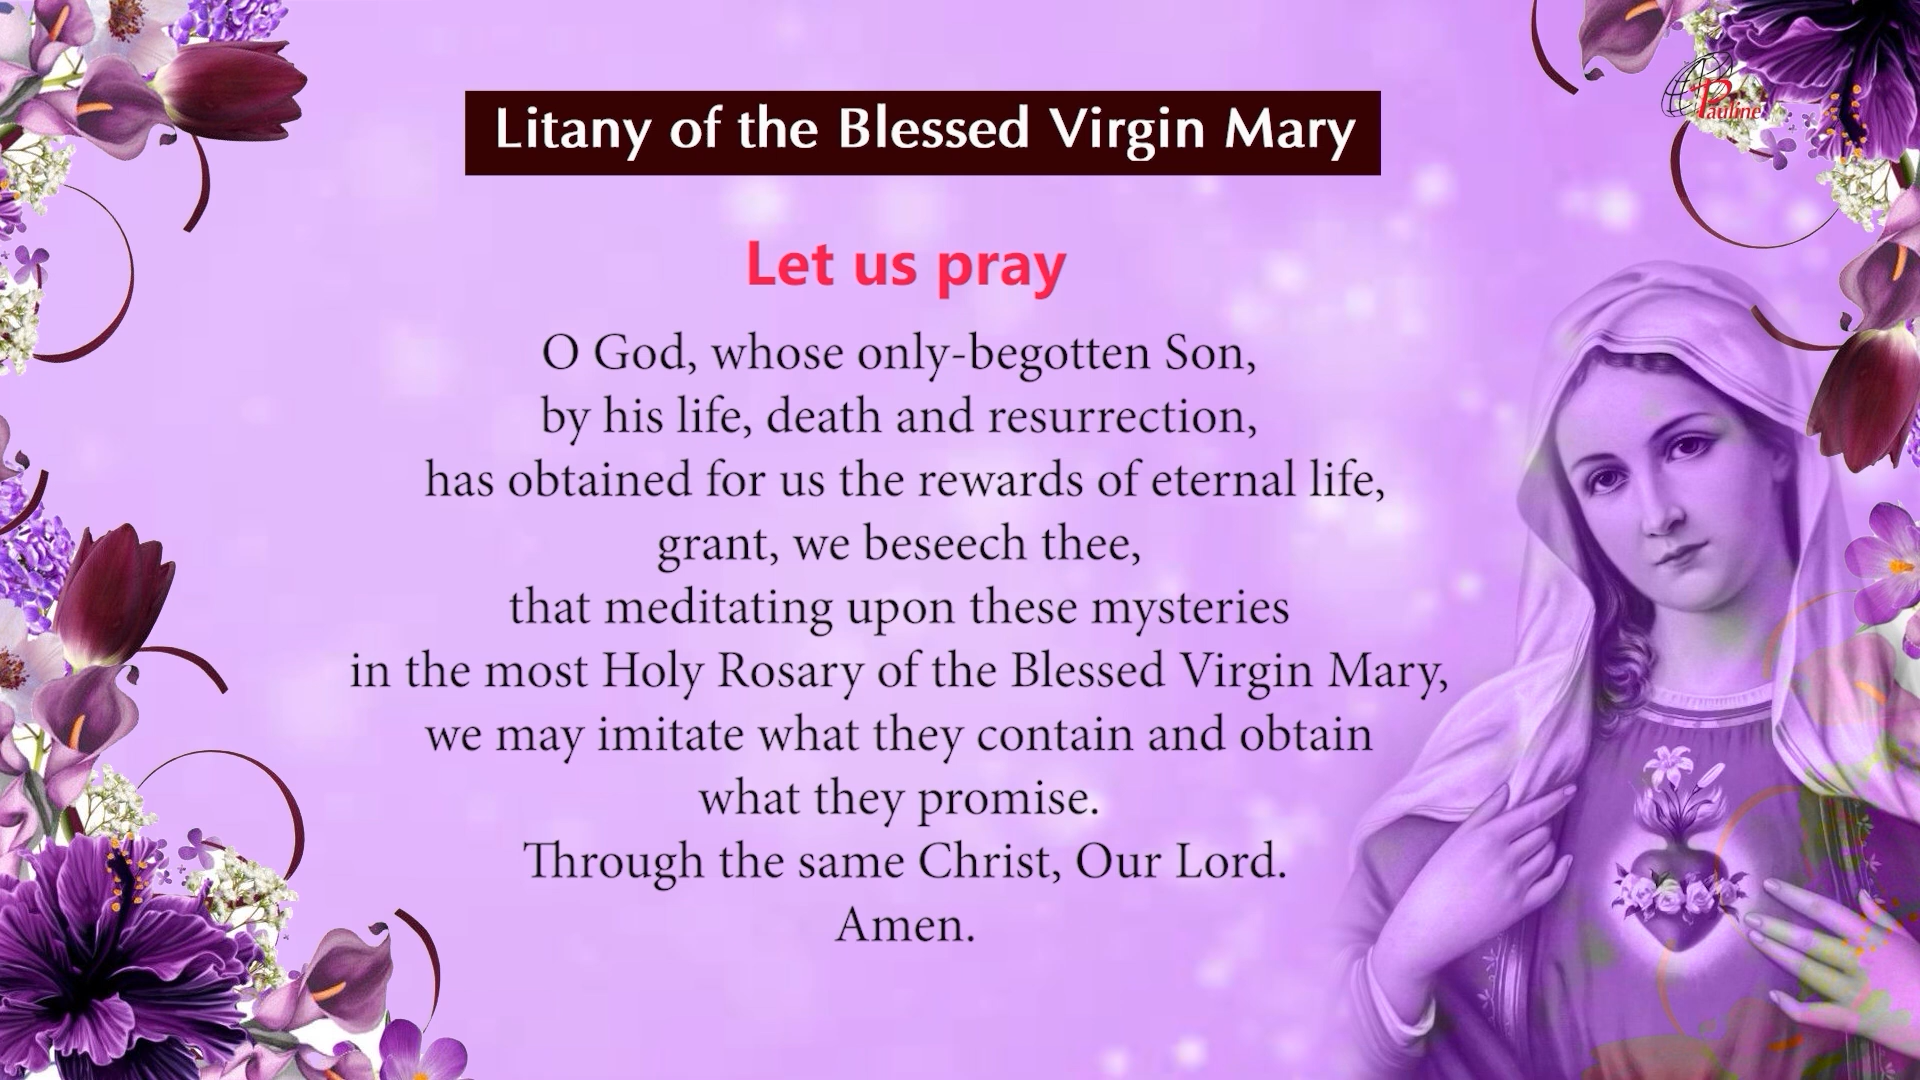 Pauline
Litany of the Blessed Virgin Mary
Let us pray
O God, whose only-begotten Son,
by his life, death and resurrection,
has obtained for us the rewards of eternal life,
grant, we beseech thee,
that meditating upon these mysteries
in the most Holy Rosary of the Blessed Virgin Mary,
we may imitate what they contain and obtain
what they promise.
Through the same Christ, Our Lord.
Amen.